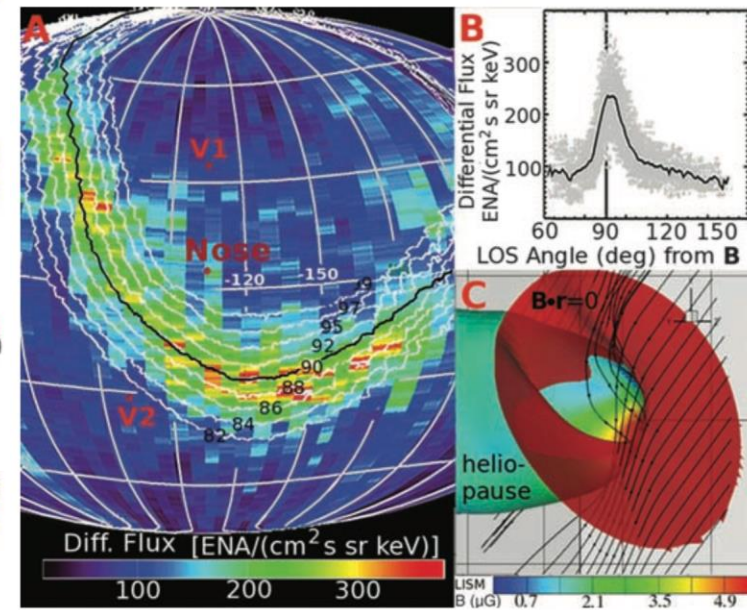 A
V1
Nose
-120
-150
99
97
95
92
90
88
86
84
82
V2
Diff. Flux [ENA/(cm²s sr keV)]
100
200
300
B
Differential Flux
ENA/(cm² s sr keV)
300
200
100
60
90
120
150
LOS Angle (deg) from B
C
B•r=0
helio-
pause
LISM
B (μG)
0.7
2.1
3.5
4.9